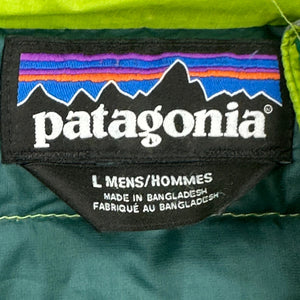 patagonia®
L MENS/HOMMES
MADE IN BANGLADESH
FABRIQUÉ AU BANGLADESH